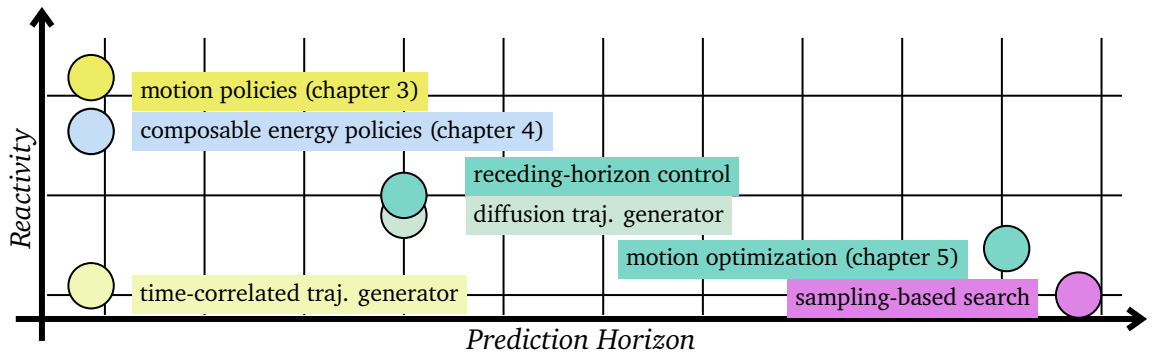 motion policies (chapter 3)
composable energy policies (chapter 4)
receding-horizon control
diffusion traj. generator
motion optimization (chapter 5)
time-correlated traj. generator
sampling-based search
Reactivity
Prediction Horizon